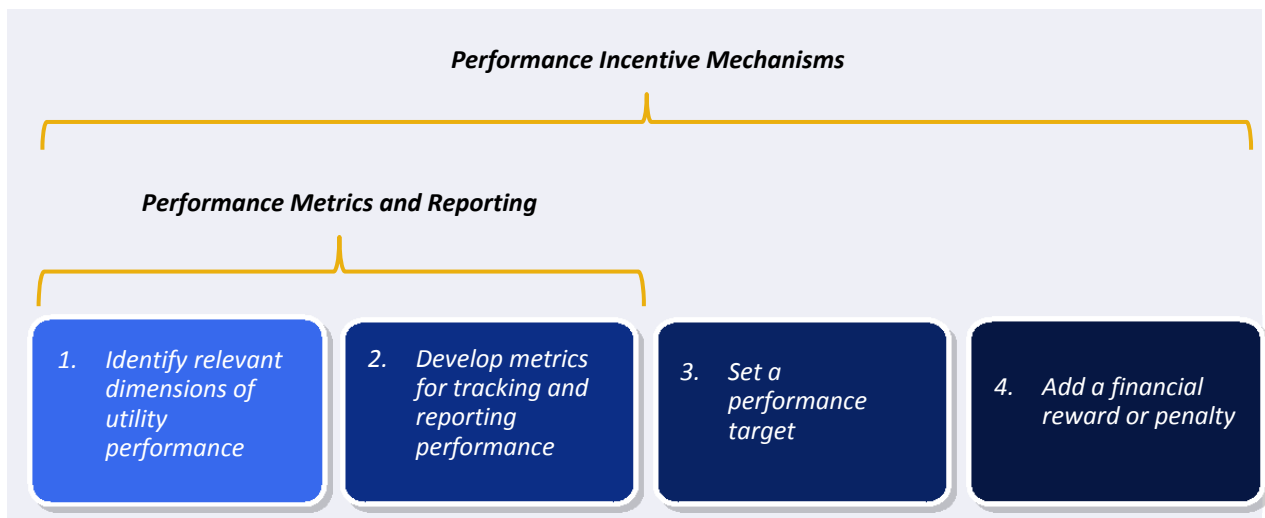 Performance Incentive Mechanisms
Performance Metrics and Reporting
1. Identify relevant
dimensions of
utility
performance
2. Develop metrics
for tracking and
reporting
performance
3. Set a
performance
target
4. Add a financial
reward or penalty